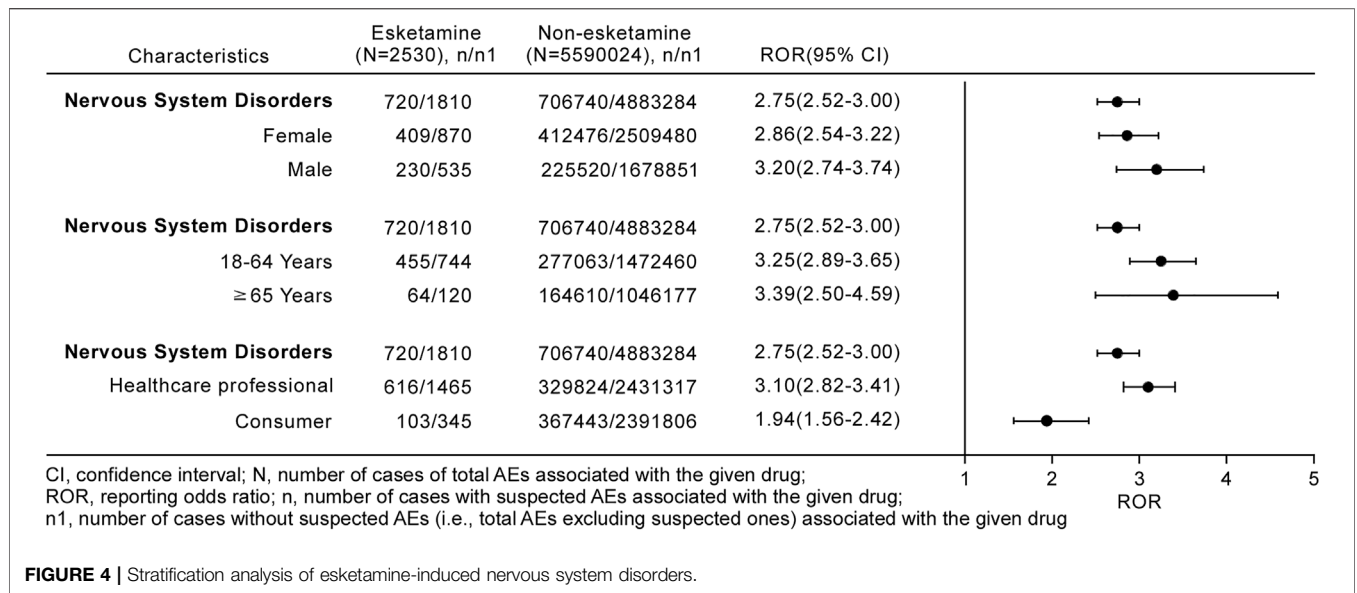 Characteristics Esketamine (N=2530), n/n1 Non-esketamine (N=5590024), n/n1 ROR(95% CI)
Nervous System Disorders 720/1810 706740/4883284 2.75(2.52-3.00)
Female 409/870 412476/2509480 2.86(2.54-3.22)
Male 230/535 225520/1678851 3.20(2.74-3.74)
Nervous System Disorders 720/1810 706740/4883284 2.75(2.52-3.00)
18-64 Years 455/744 277063/1472460 3.25(2.89-3.65)
≥65 Years 64/120 164610/1046177 3.39(2.50-4.59)
Nervous System Disorders 720/1810 706740/4883284 2.75(2.52-3.00)
Healthcare professional 616/1465 329824/2431317 3.10(2.82-3.41)
Consumer 103/345 367443/2391806 1.94(1.56-2.42)
1 2 3 4 5
ROR
CI, confidence interval; N, number of cases of total AEs associated with the given drug;
ROR, reporting odds ratio; n, number of cases with suspected AEs associated with the given drug;
n1, number of cases without suspected AEs (i.e., total AEs excluding suspected ones) associated with the given drug
FIGURE 4 | Stratification analysis of esketamine-induced nervous system disorders.